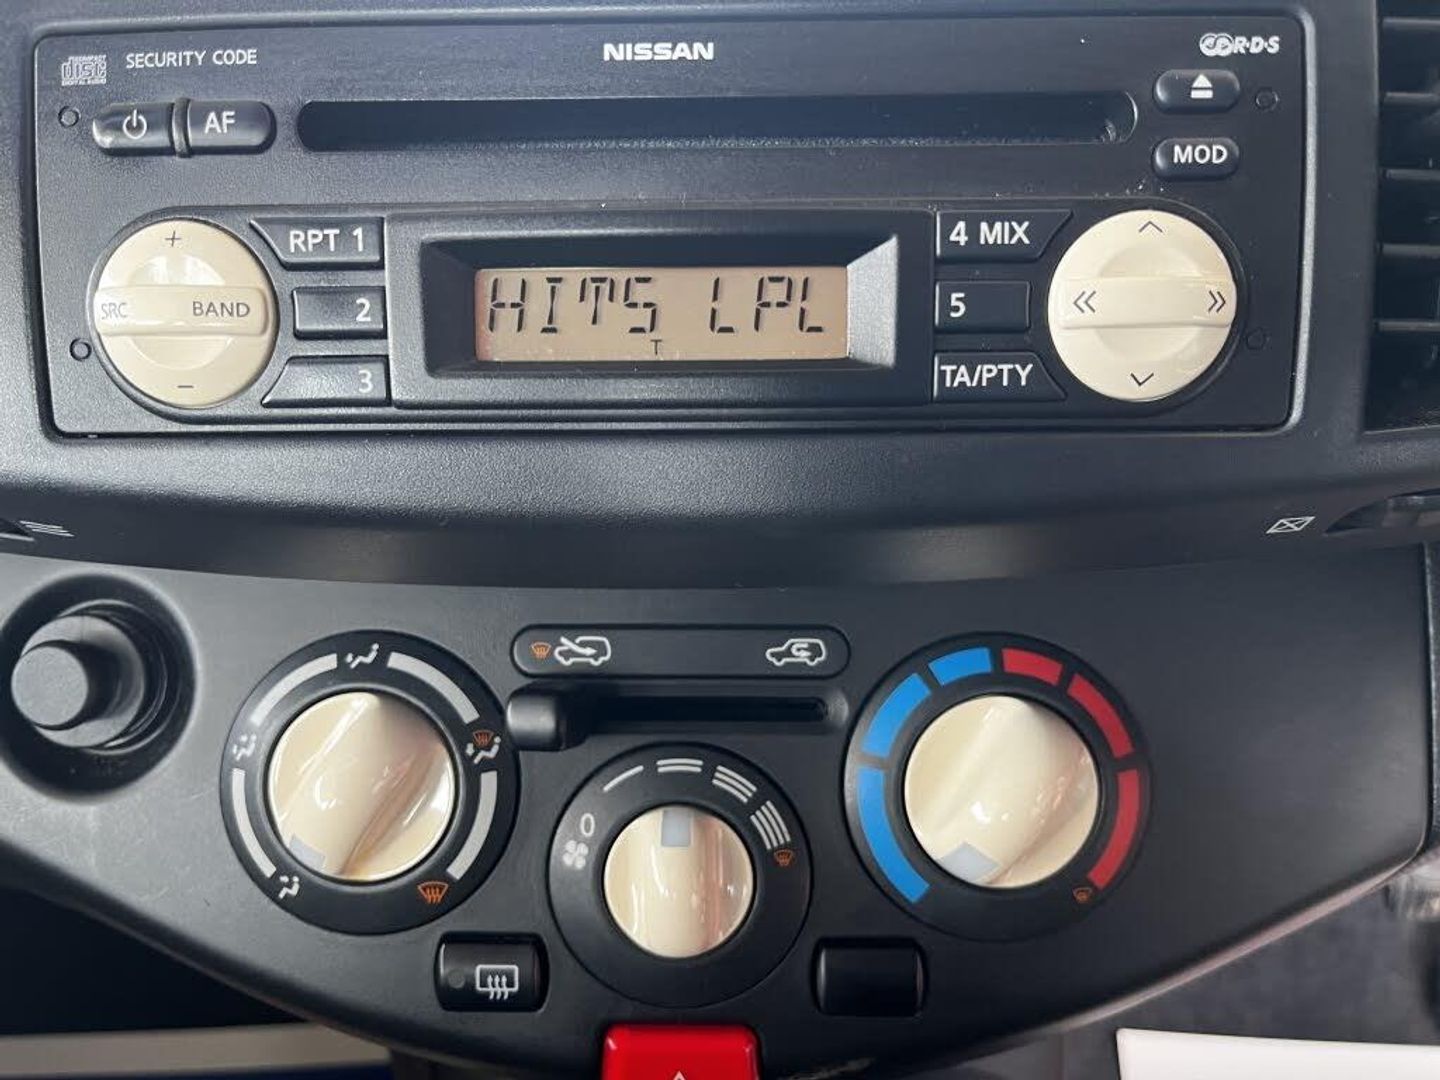 SECURITY CODE
NISSAN
R·D·S
disc
AF
MOD
RPT 1
4 MIX
SRC BAND
2
HITS LPL
5
T
3
TA/PTY
0